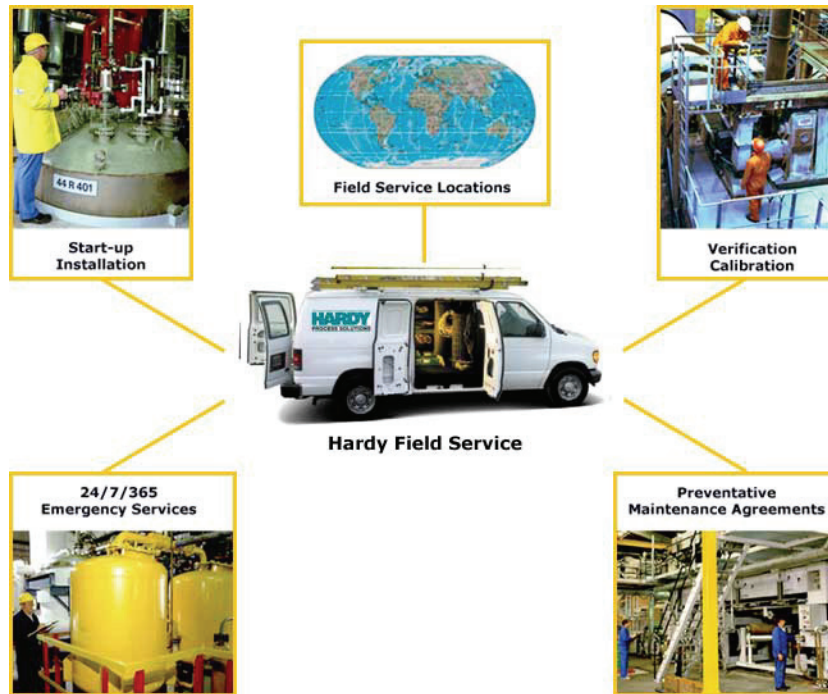 44 R 401
Start-up
Installation
Field Service Locations
Verification
Calibration
HARDY
PROCESS SOLUTIONS
Hardy Field Service
24/7/365
Emergency Services
Preventative
Maintenance Agreements